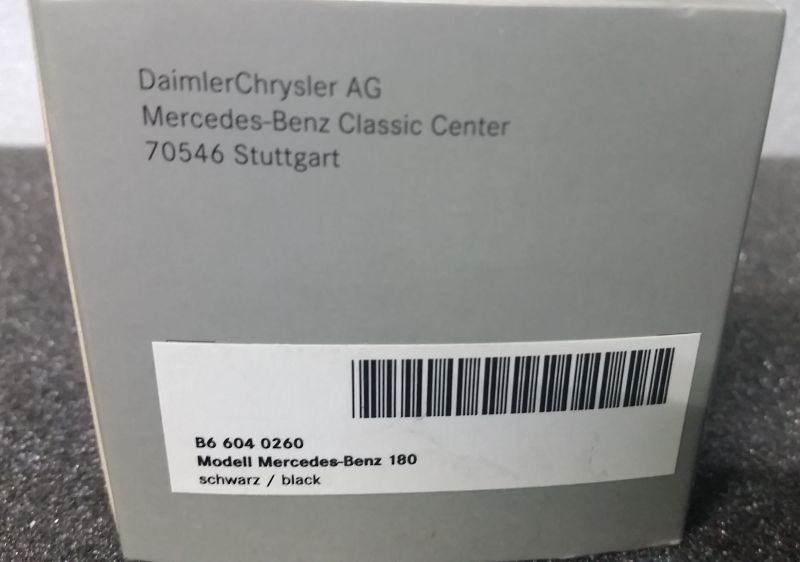 DaimlerChrysler AG
Mercedes-Benz Classic Center
70546 Stuttgart
B6 604 0260
Modell Mercedes-Benz 180
schwarz / black